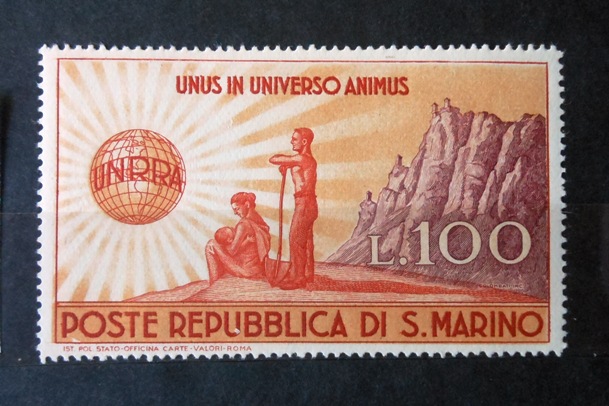 UNUS IN UNIVERSO ANIMUS
UNRRA
L.100
POSTE REPUBBLICA DI S. MARINO
IST. POL. STATO-OFFICINA CARTE-VALORI-ROMA